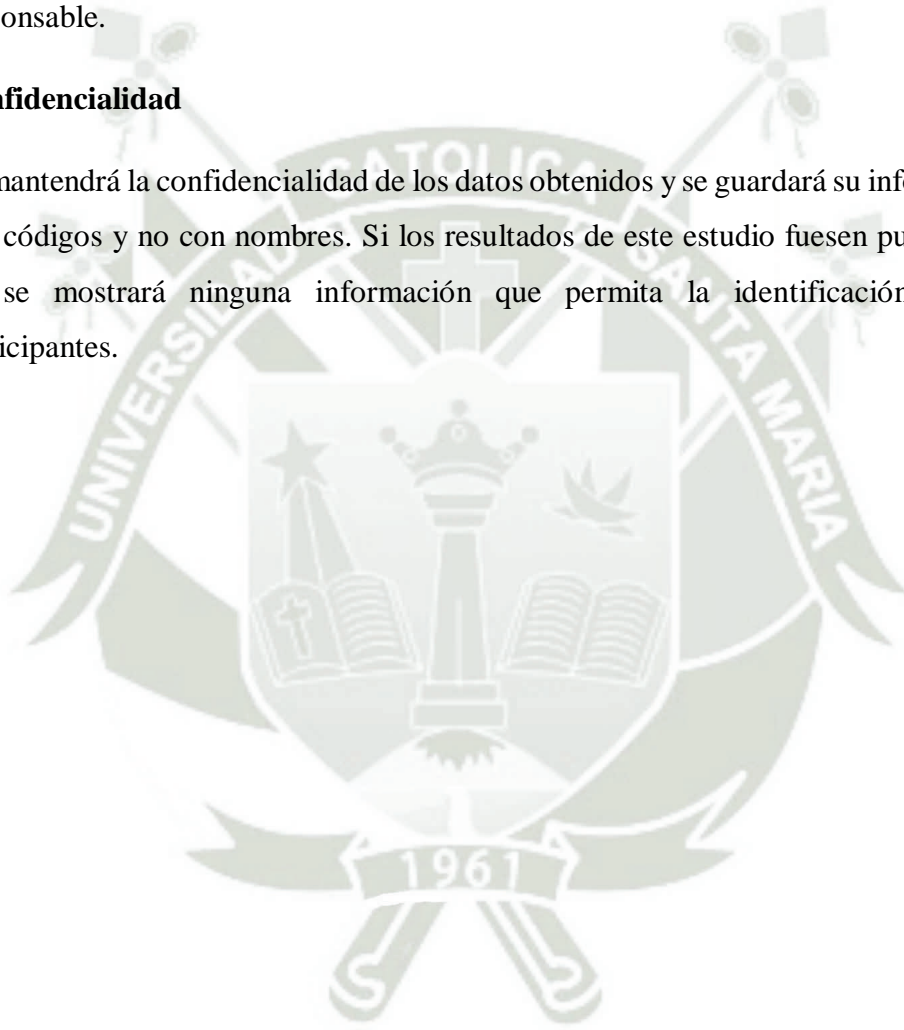 onsable.
nfidencialidad
mantendrá la confidencialidad de los datos obtenidos y se guardará su info
códigos y no con nombres. Si los resultados de este estudio fuesen pu
se mostrará ninguna información que permita la identificación
icipantes.
UNIVERSIDAD CATOLICA SANTA MARIA
1961